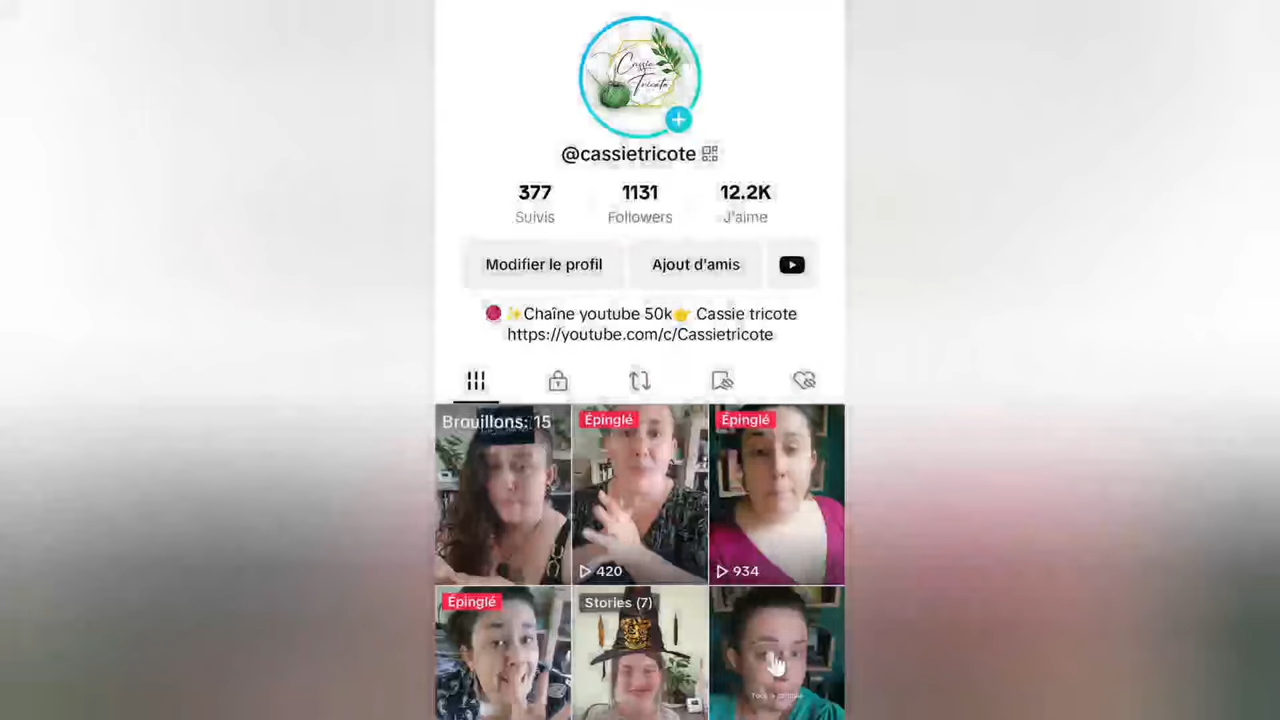 Cassie
Tricote
@cassietricote
377 1131 12.2K
Suivis Followers J'aime
Modifier le profil Ajout d'amis
Chaîne youtube 50k👉 Cassie tricote
https://youtube.com/c/Cassietricote
Brouillons: 15 Épinglé Épinglé
420 934
Épinglé Stories (7)